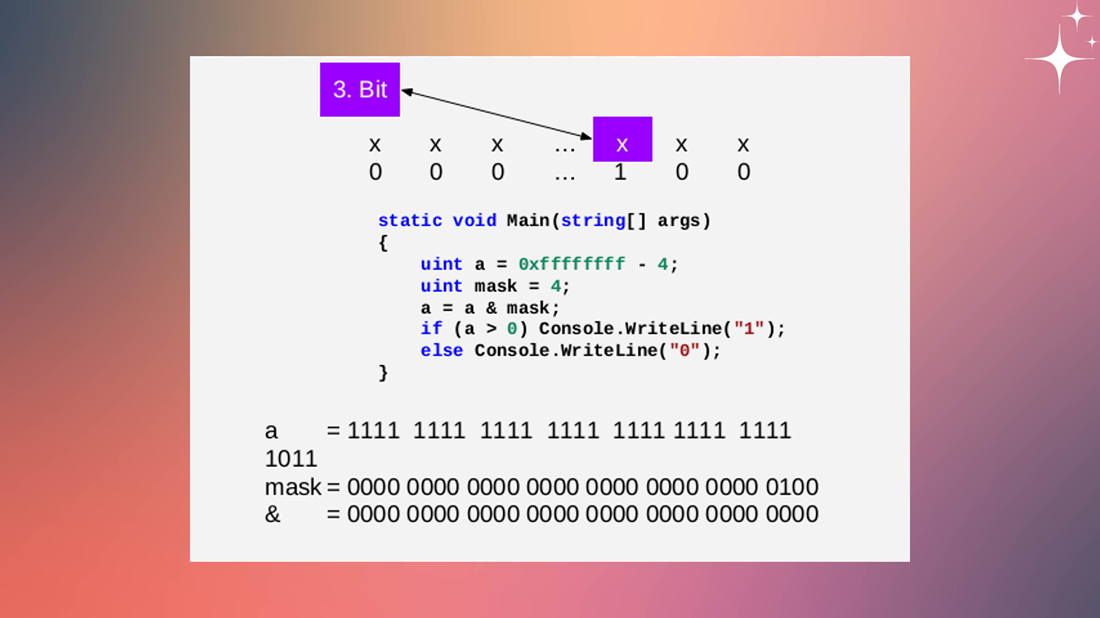 3. Bit
x x x ... x x x
0 0 0 ... 1 0 0
static void Main(string[] args)
{
    uint a = 0xffffffff - 4;
    uint mask = 4;
    a = a & mask;
    if (a > 0) Console.WriteLine("1");
    else Console.WriteLine("0");
}
a = 1111 1111 1111 1111 1111 1111 1111
1011
mask = 0000 0000 0000 0000 0000 0000 0000 0100
& = 0000 0000 0000 0000 0000 0000 0000 0000